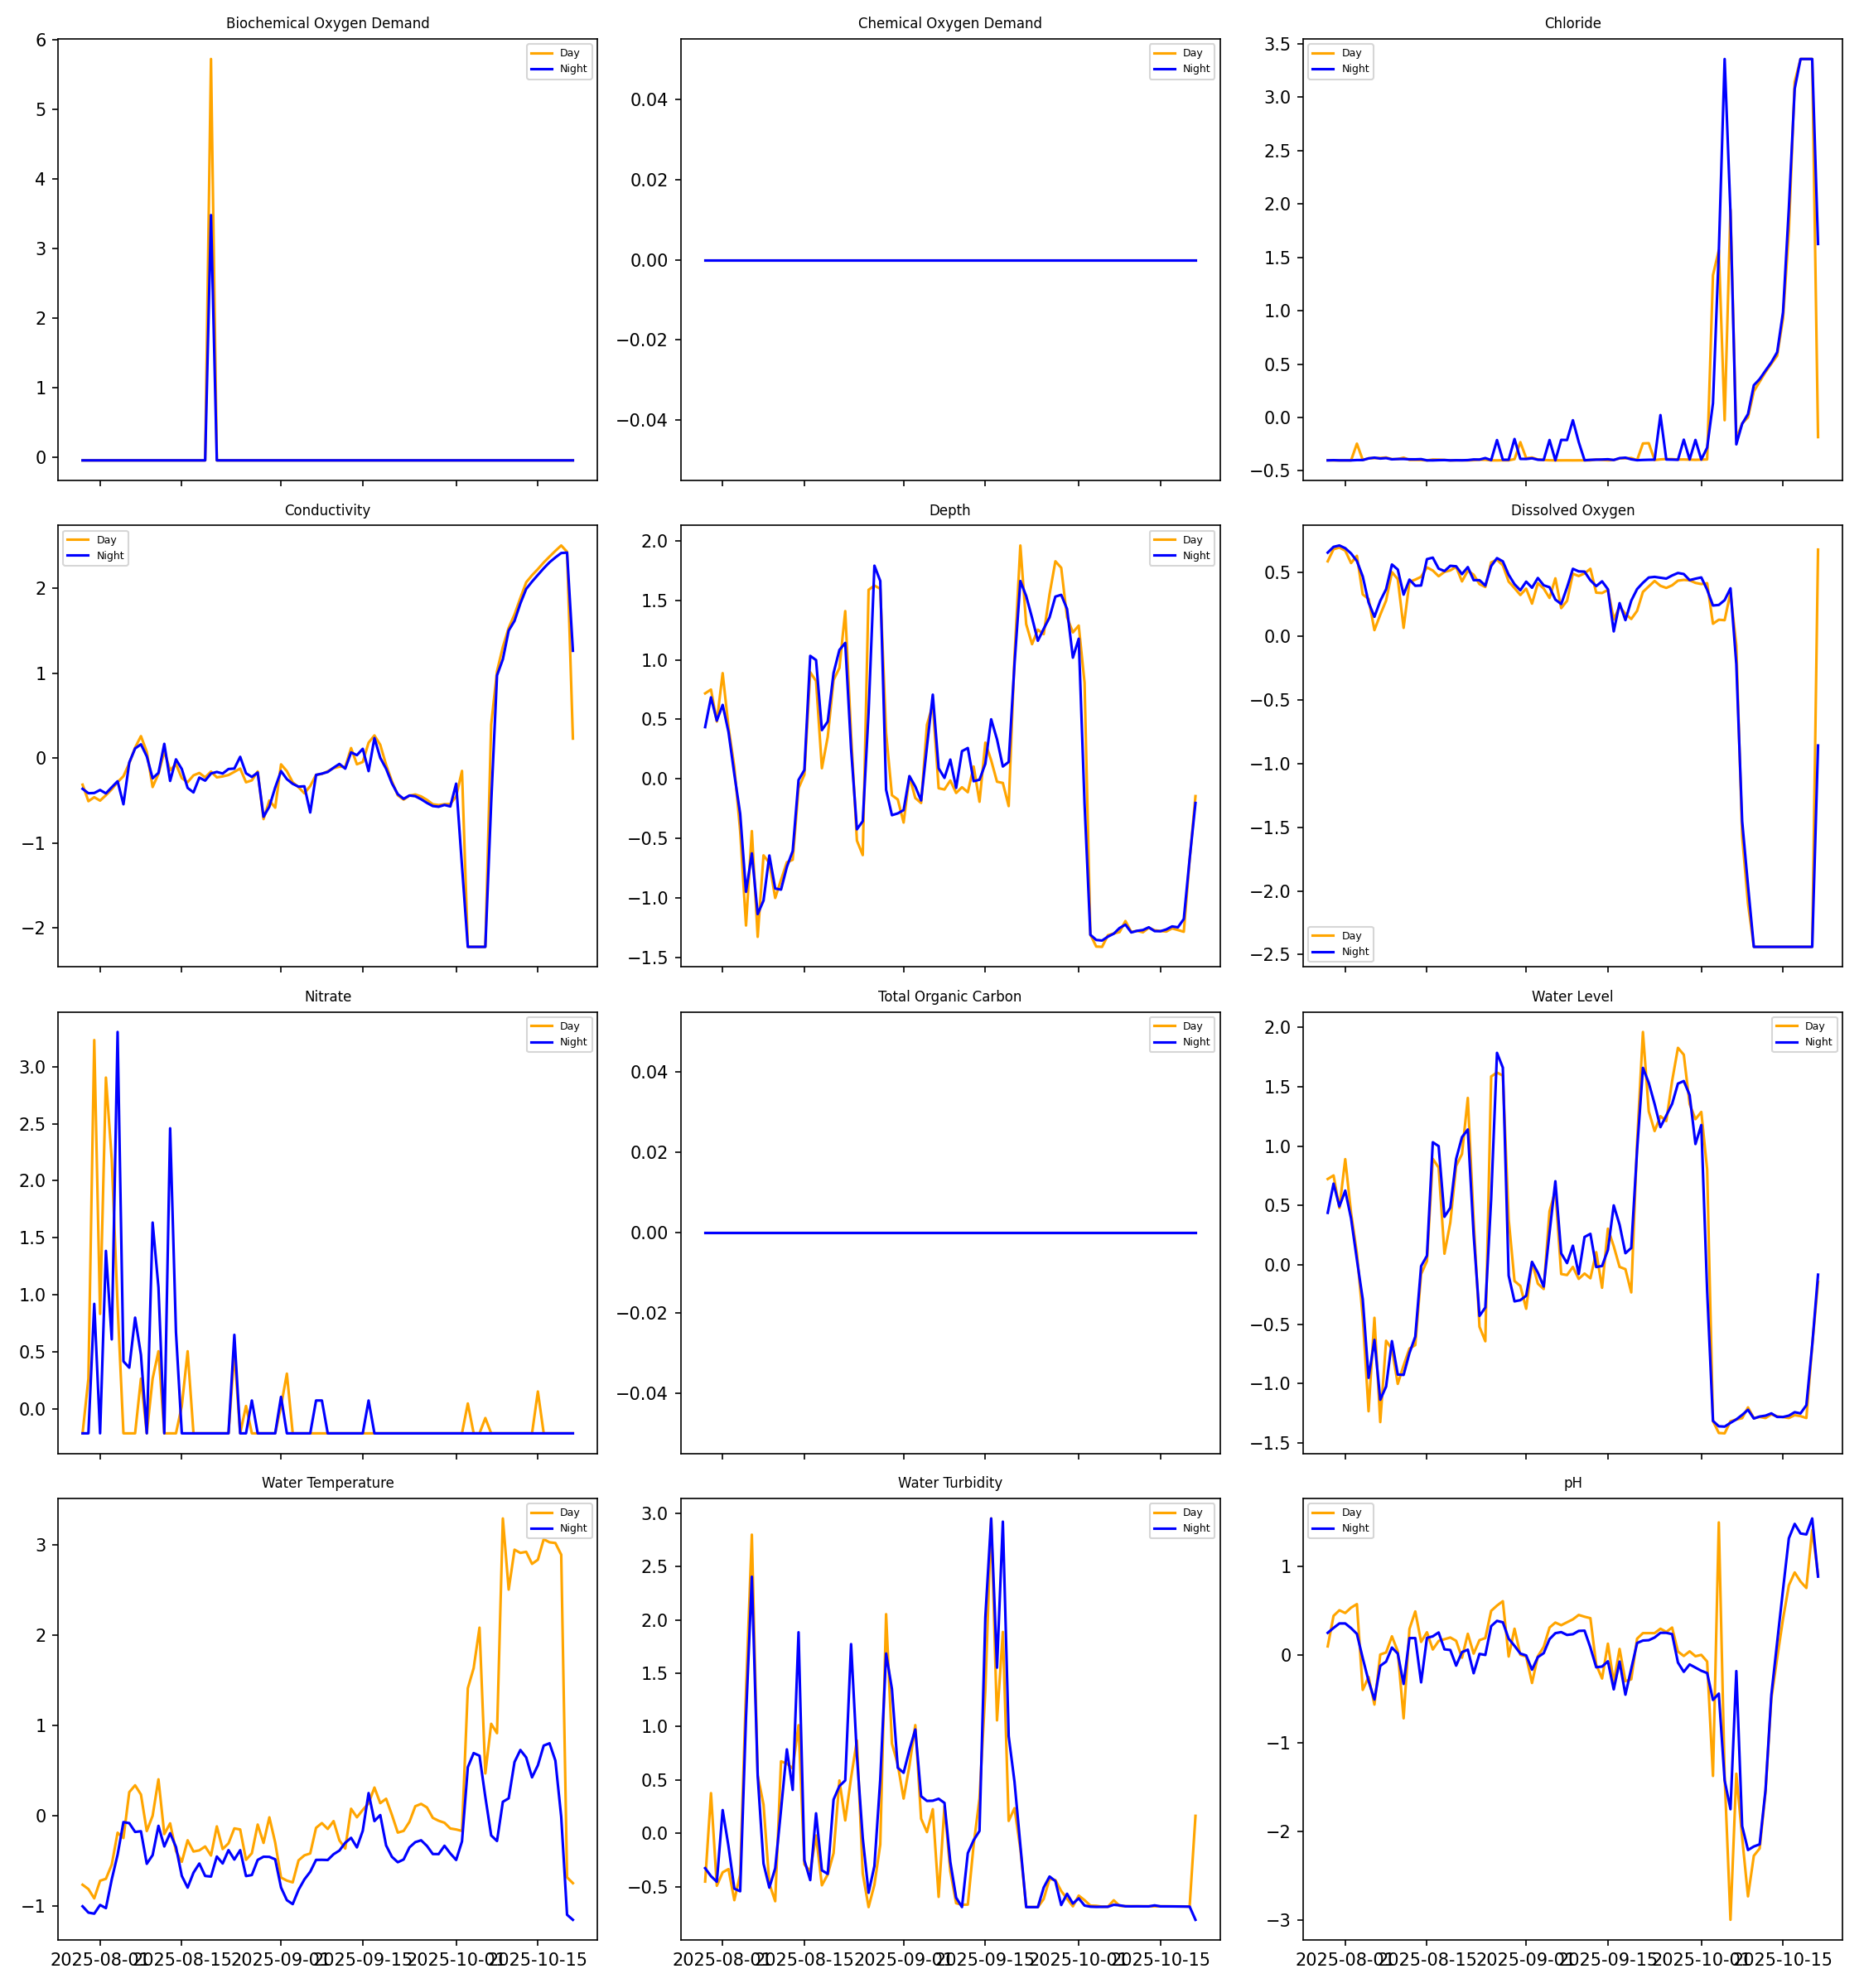 Biochemical Oxygen Demand
6
5
4
3
2
1
0
Day
Night
Chemical Oxygen Demand
0.04
0.02
0.00
−0.02
−0.04
Day
Night
Chloride
3.5
3.0
2.5
2.0
1.5
1.0
0.5
0.0
−0.5
Day
Night
Conductivity
2
1
0
−1
−2
Day
Night
Depth
2.0
1.5
1.0
0.5
0.0
−0.5
−1.0
−1.5
Day
Night
Dissolved Oxygen
0.5
0.0
−0.5
−1.0
−1.5
−2.0
−2.5
Day
Night
Nitrate
3.0
2.5
2.0
1.5
1.0
0.5
0.0
Day
Night
Total Organic Carbon
0.04
0.02
0.00
−0.02
−0.04
Day
Night
Water Level
2.0
1.5
1.0
0.5
0.0
−0.5
−1.0
−1.5
Day
Night
Water Temperature
3
2
1
0
−1
Day
Night
2025-08-01 2025-08-15 2025-09-01 2025-09-15 2025-10-01 2025-10-15
Water Turbidity
3.0
2.5
2.0
1.5
1.0
0.5
0.0
−0.5
Day
Night
2025-08-01 2025-08-15 2025-09-01 2025-09-15 2025-10-01 2025-10-15
pH
1
0
−1
−2
−3
Day
Night
2025-08-01 2025-08-15 2025-09-01 2025-09-15 2025-10-01 2025-10-15